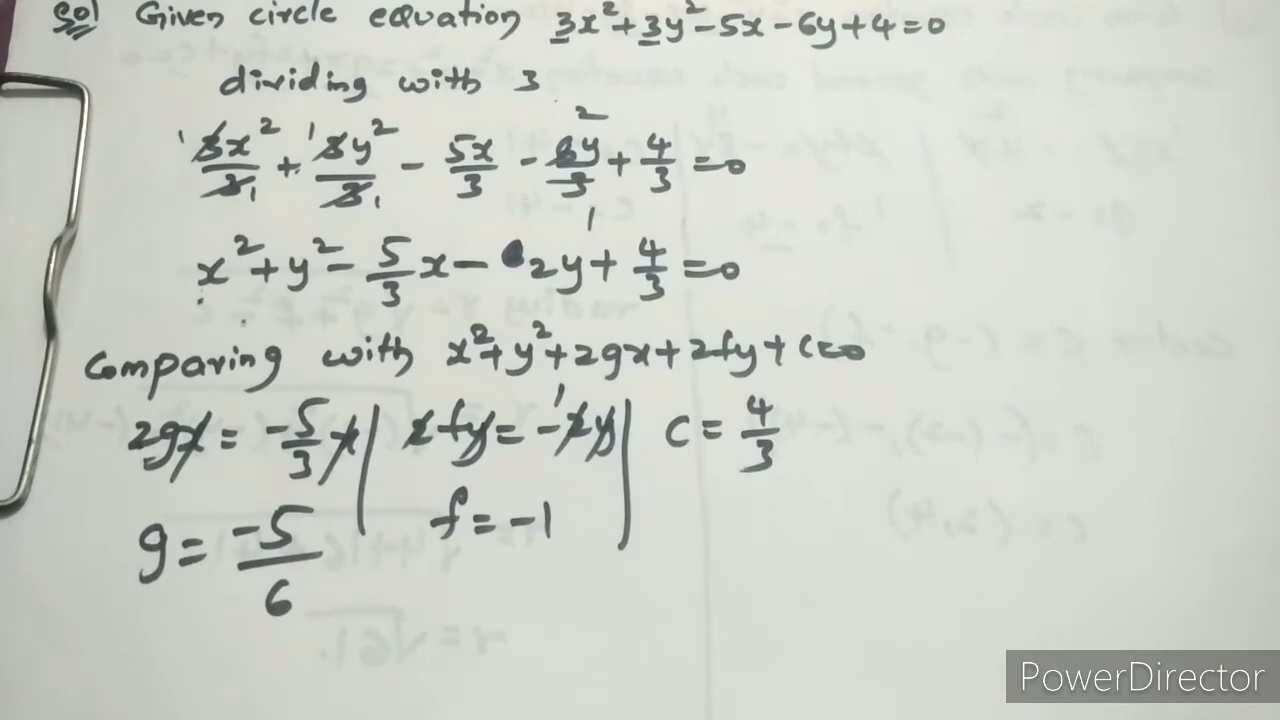 Sol Given circle equation 3x²+3y²-5x-6y+4=0
dividing with 3
3x²/3 + 3y²/3 - 5x/3 - 6y/3 + 4/3 = 0
x²+y²- 5/3 x - 2y + 4/3 = 0
Comparing with x²+y²+2gx+2fy+c=0
2gx = -5/3 x | 2fy = -2y | c = 4/3
g = -5/6 f = -1
PowerDirector